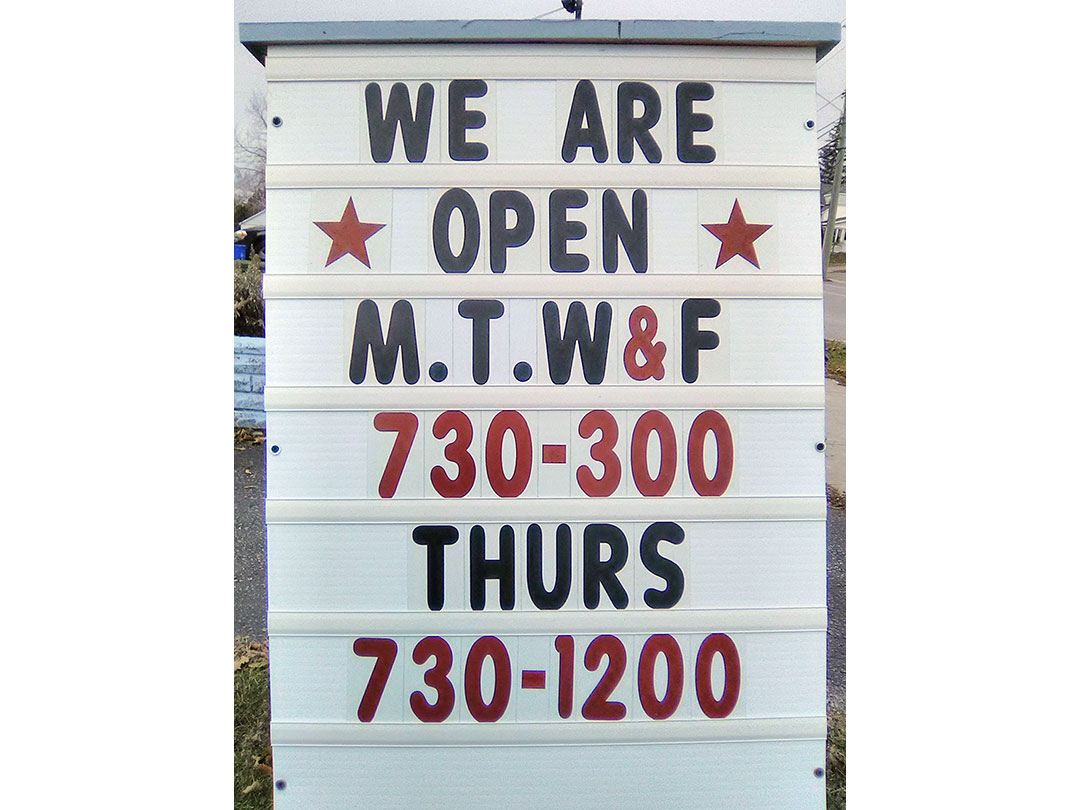 WE ARE
★ OPEN ★
M.T.W&F
730-300
THURS
730-1200